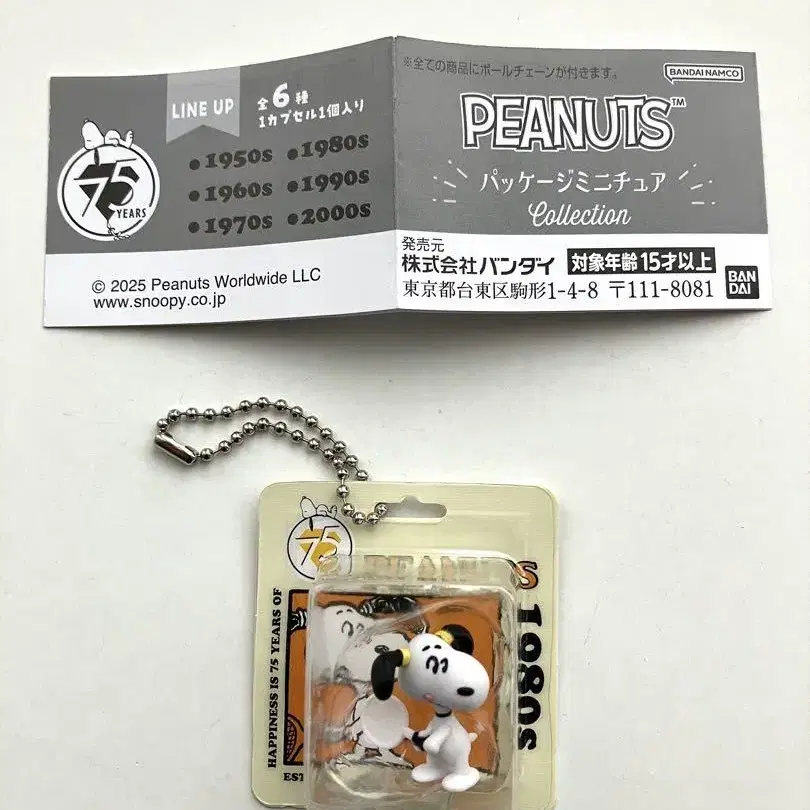 LINE UP
全6種
1カプセル1個入り
•1950s •1980s
•1960s •1990s
•1970s •2000s
75
YEARS
© 2025 Peanuts Worldwide LLC
www.snoopy.co.jp
※全ての商品にボールチェーンが付きます。
BANDAI NAMCO
PEANUTS™
パッケージミニチュア
Collection
発売元
株式会社バンダイ 対象年齢15才以上
東京都台東区駒形1-4-8 〒111-8081
BAN
DAI
75
PEANUTS
1980s
HAPPINESS IS 75 YEARS OF
EST